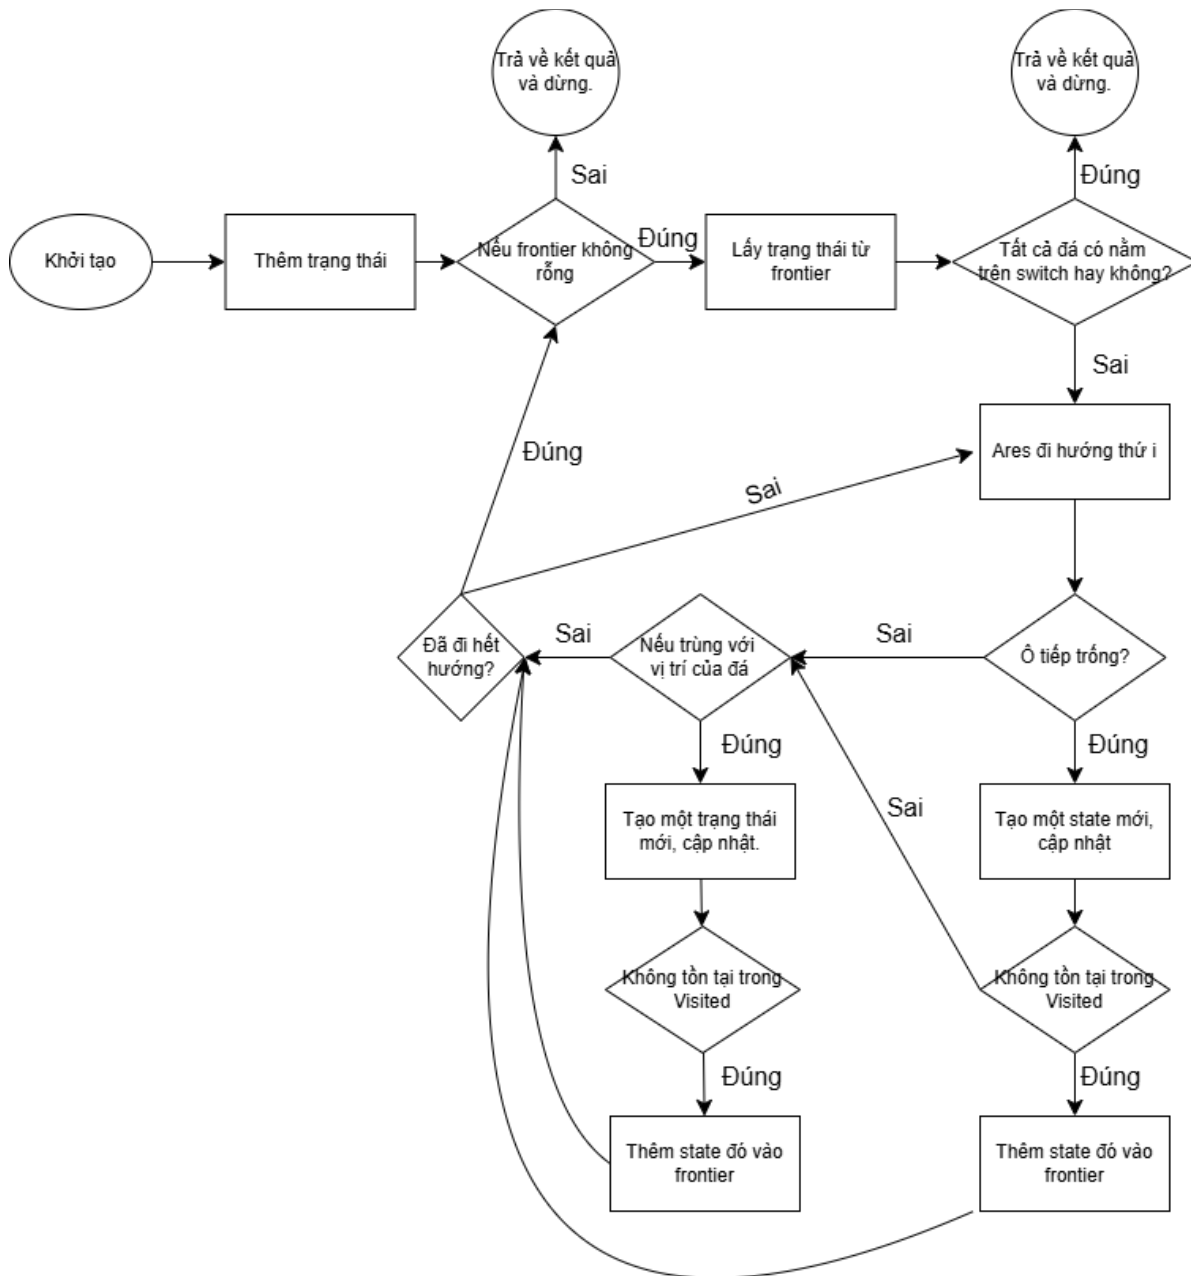 Trả về kết quả
và dừng.
Trả về kết quả
và dừng.
Sai
Đúng
Khởi tạo
Thêm trạng thái
Nếu frontier không
rỗng
Đúng
Lấy trạng thái từ
frontier
Tất cả đá có nằm
trên switch hay không?
Sai
Ares đi hướng thứ i
Đúng
Sai
Đã đi hết
hướng?
Sai
Nếu trùng với
vị trí của đá
Sai
Ô tiếp trống?
Đúng
Đúng
Tạo một trạng thái
mới, cập nhật.
Sai
Tạo một state mới,
cập nhật
Không tồn tại trong
Visited
Không tồn tại trong
Visited
Đúng
Đúng
Thêm state đó vào
frontier
Thêm state đó vào
frontier